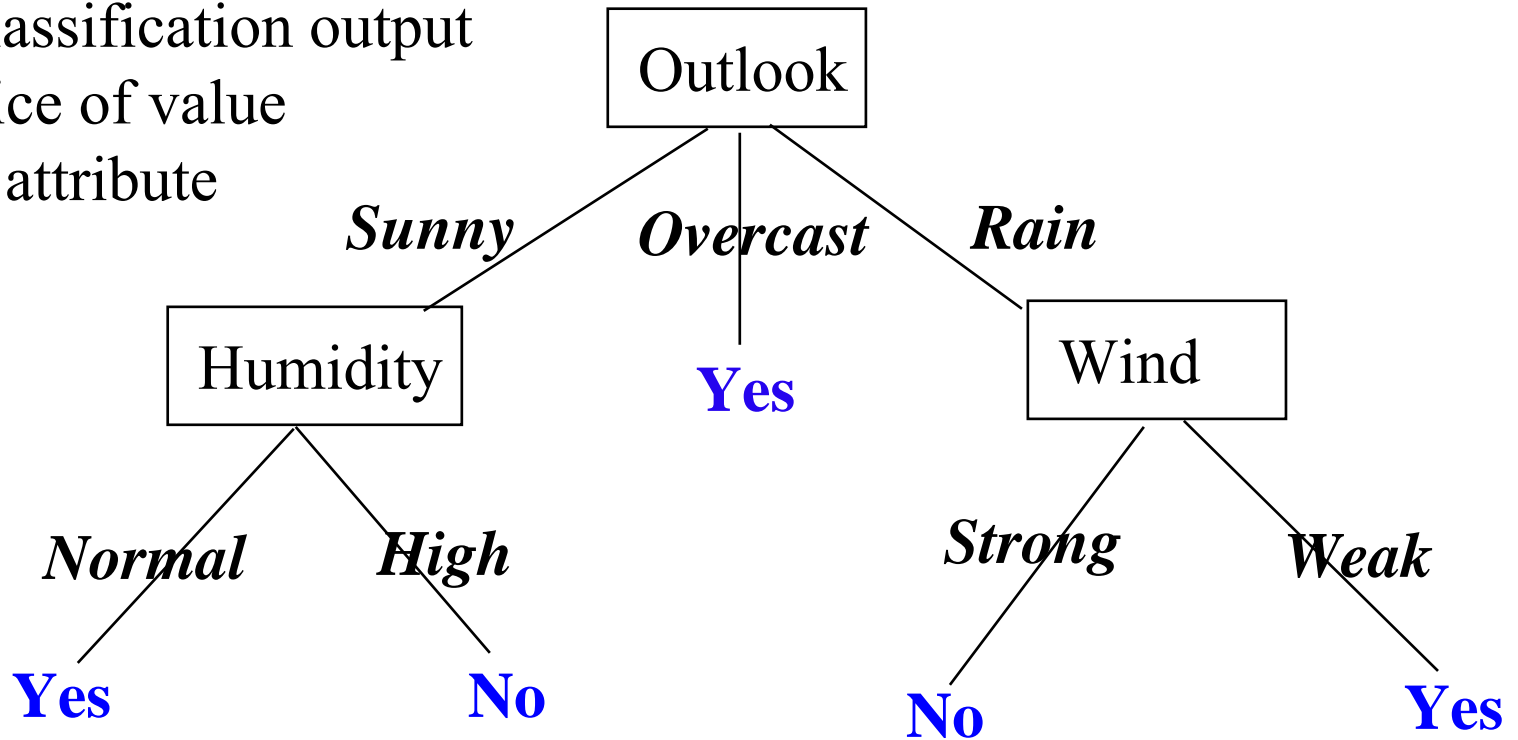 assification output
ice of value
attribute
Outlook
Sunny Overcast Rain
Humidity
Yes
Wind
Normal High Strong Weak
Yes No No Yes